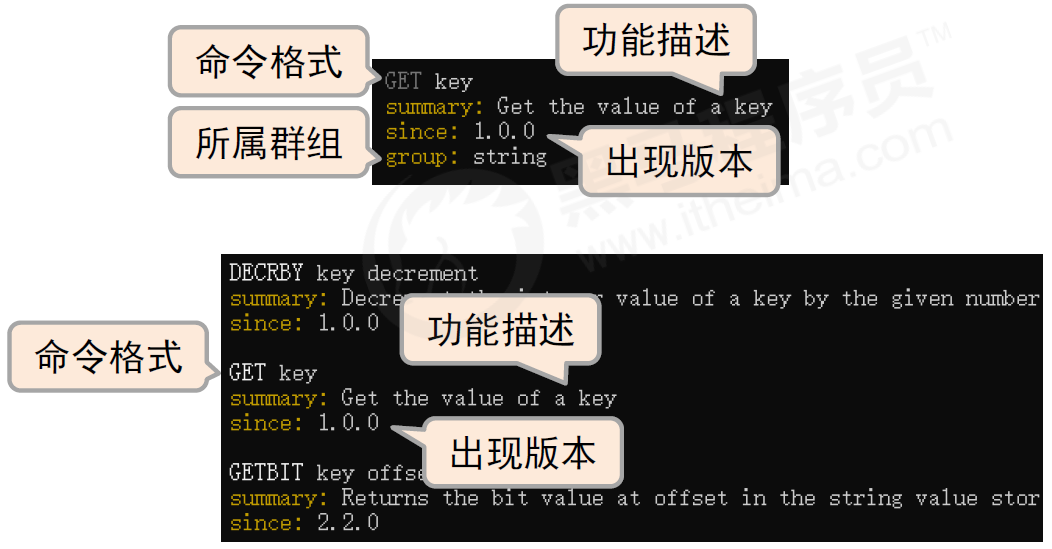 功能描述
命令格式
GET key
summary: Get the value of a key
所属群组
since: 1.0.0
group: string
出现版本
黑马程序员TM
www.itheima.com
DECRBY key decrement
summary: Decrement the integer value of a key by the given number
since: 1.0.0
功能描述
命令格式
GET key
summary: Get the value of a key
since: 1.0.0
出现版本
GETBIT key
summary: Returns the bit value at offset in the string value
since: 2.2.0